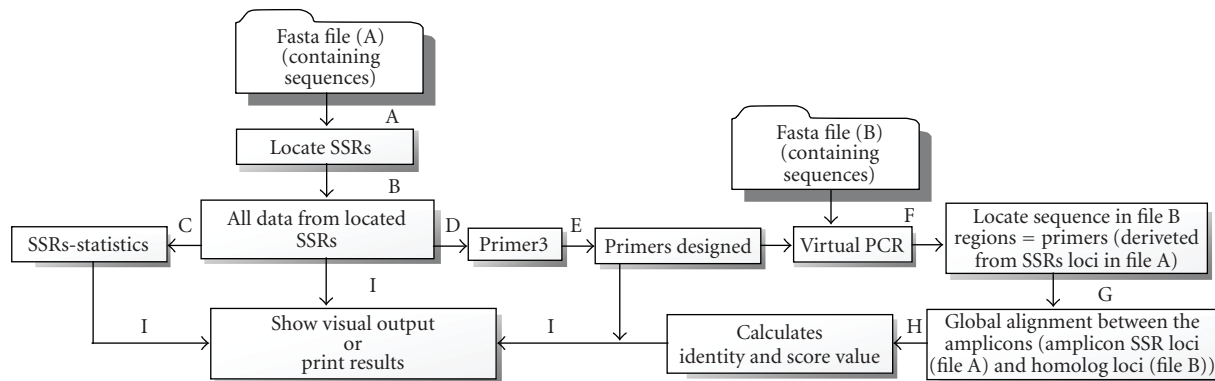 Fasta file (A)
(containing
sequences)
A
Locate SSRs
B
All data from located
SSRs
C
SSRs-statistics
D
Primer3
E
Primers designed
Fasta file (B)
(containing
sequences)
Virtual PCR
F
Locate sequence in file B
regions = primers (deriveted
from SSRs loci in file A)
G
Global alignment between the
amplicons (amplicon SSR loci
(file A) and homolog loci (file B))
H
Calculates
identity and score value
I
I
I
Show visual output
or
print results